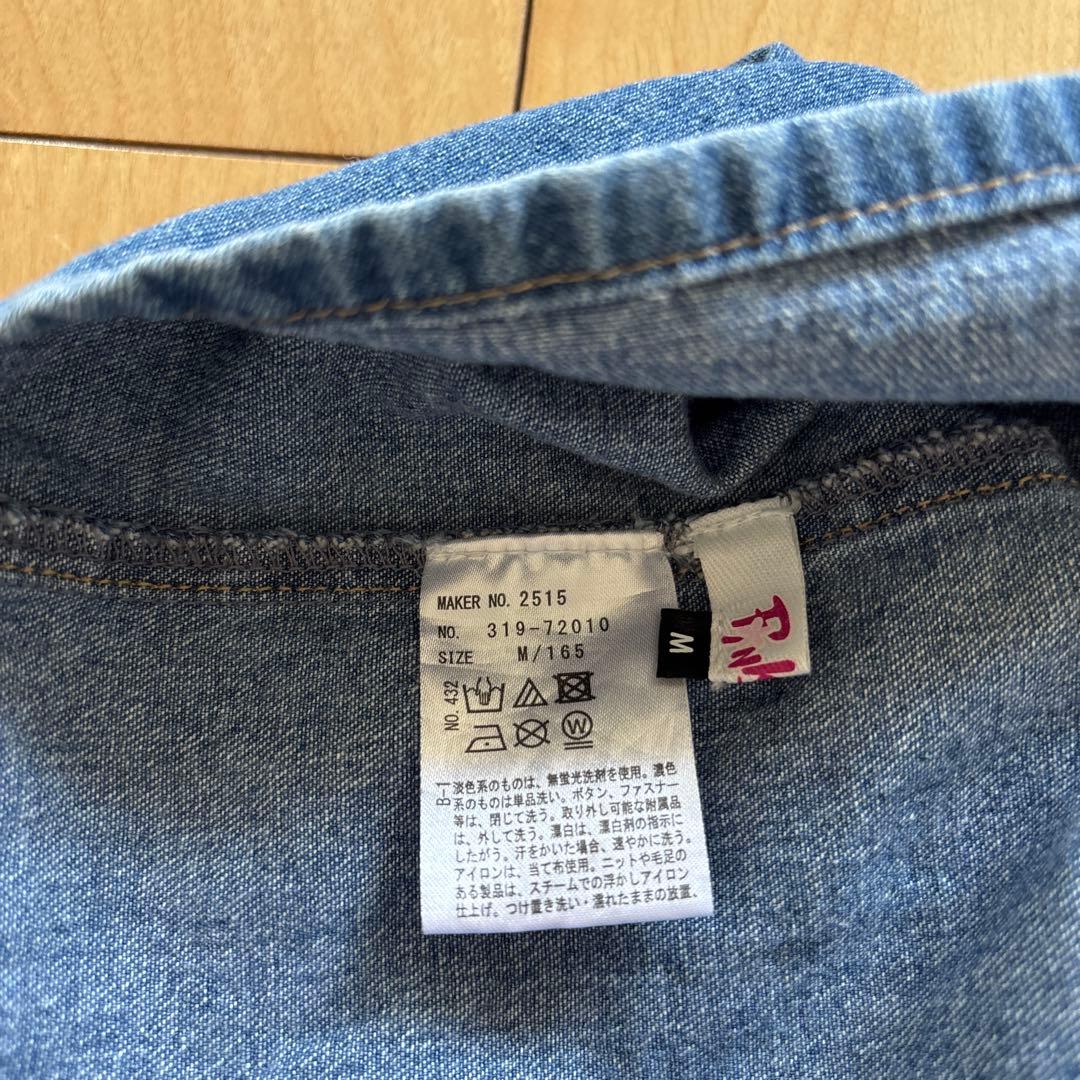 MAKER NO. 2515
NO. 319-72010
SIZE M/165
NO. 432
W
B-1
淡色系のものは、無蛍光洗剤を使用。濃色
系のものは単品洗い。ボタン、ファスナー
等は、閉じて洗う。取り外し可能な附属品
は、外して洗う。漂白は、漂白剤の指示に
したがう。汗をかいた場合、速やかに洗う。
アイロンは、当て布使用。ニットや毛足の
ある製品は、スチームでの浮かしアイロン
仕上げ。つけ置き洗い・濡れたままの放置、
M